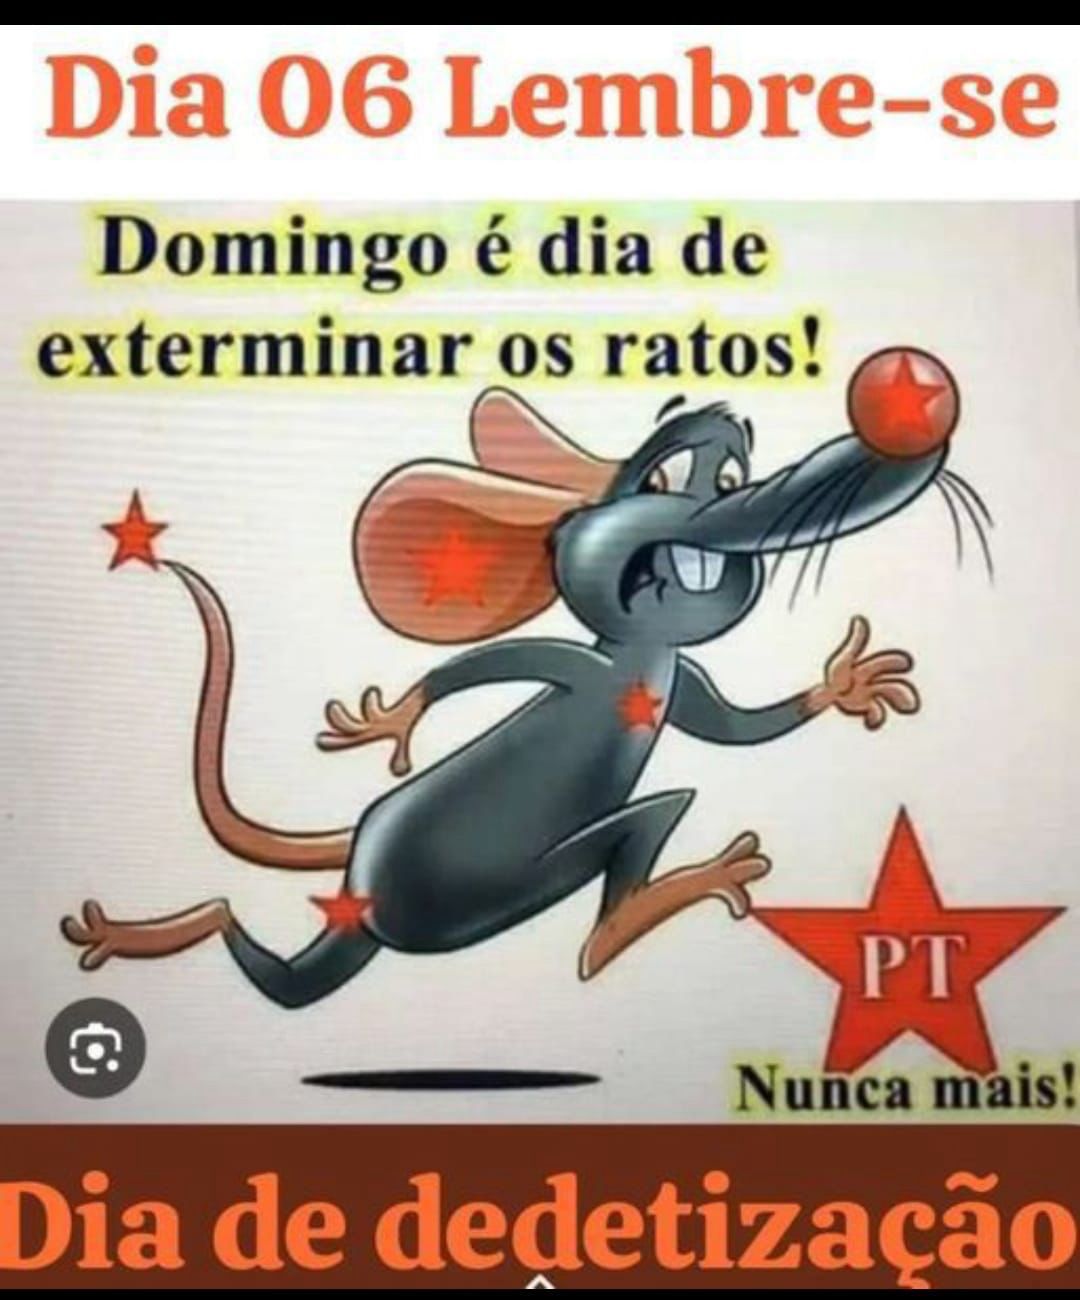 Dia 06 Lembre-se
Domingo é dia de
exterminar os ratos!
PT
Nunca mais!
Dia de dedetização